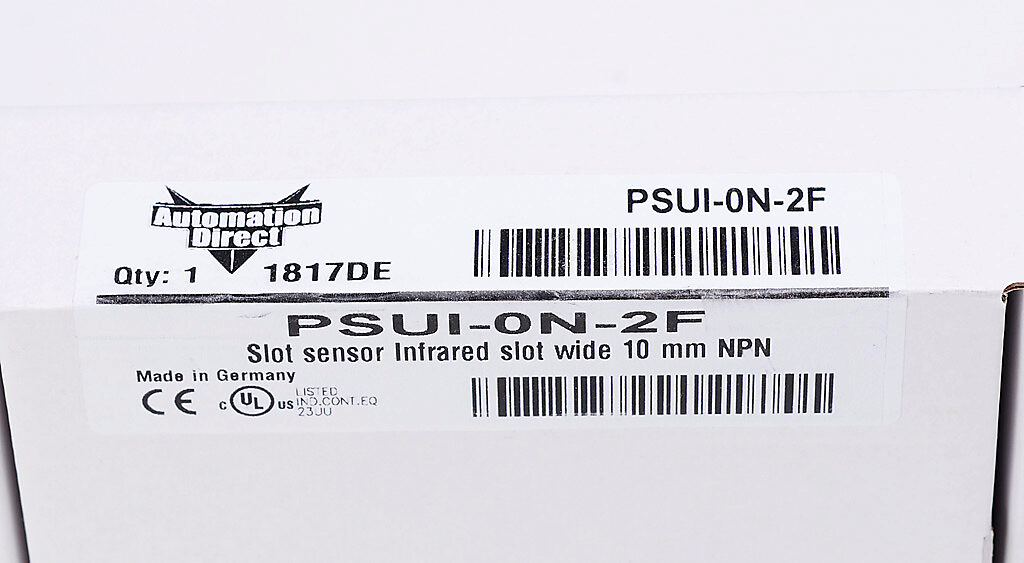 Automation
Direct
PSUI-0N-2F
Qty: 1 1817DE
PSUI-0N-2F
Slot sensor Infrared slot wide 10 mm NPN
Made in Germany
CE c UL us LISTED
IND.CONT.EQ
23JU